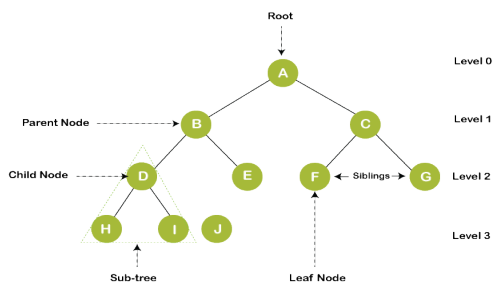 Root
A
Level 0
Parent Node
B
C
Level 1
Child Node
D
E
F
Siblings
G
Level 2
H
I
J
Level 3
Sub-tree
Leaf Node